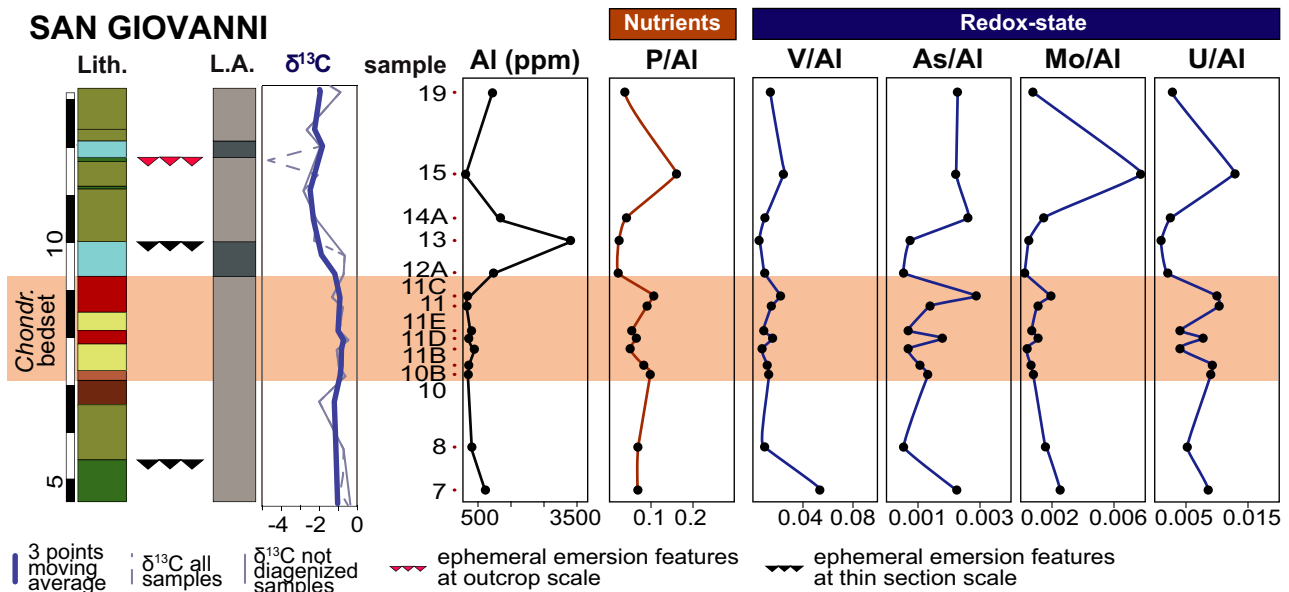 SAN GIOVANNI
Nutrients
Redox-state
Lith.
L.A.
δ¹³C
sample
Al (ppm)
P/Al
V/Al
As/Al
Mo/Al
U/Al
19
15
14A
13
12A
11C
11
11E
11D
11B
10B
10
8
7
10
5
Chondr.
bedset
-4 -2 0
500 3500
0.1 0.2
0.04 0.08
0.001 0.003
0.002 0.006
0.005 0.015
3 points
moving
average
δ¹³C all
samples
δ¹³C not
diagenized
samples
ephemeral emersion features
at outcrop scale
ephemeral emersion features
at thin section scale